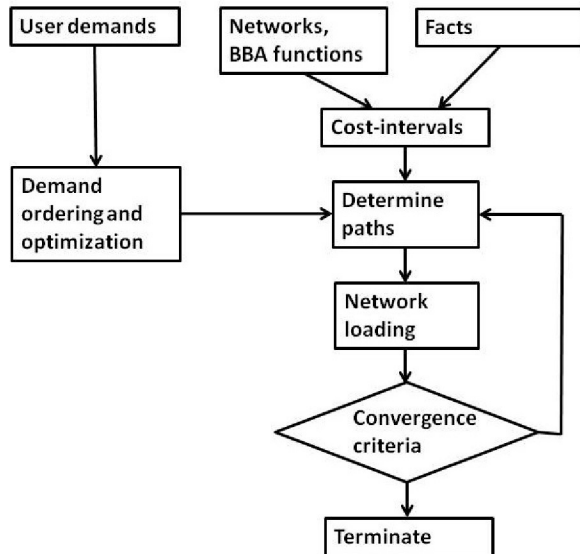 User demands
Networks,
BBA functions
Facts
Cost-intervals
Demand
ordering and
optimization
Determine
paths
Network
loading
Convergence
criteria
Terminate